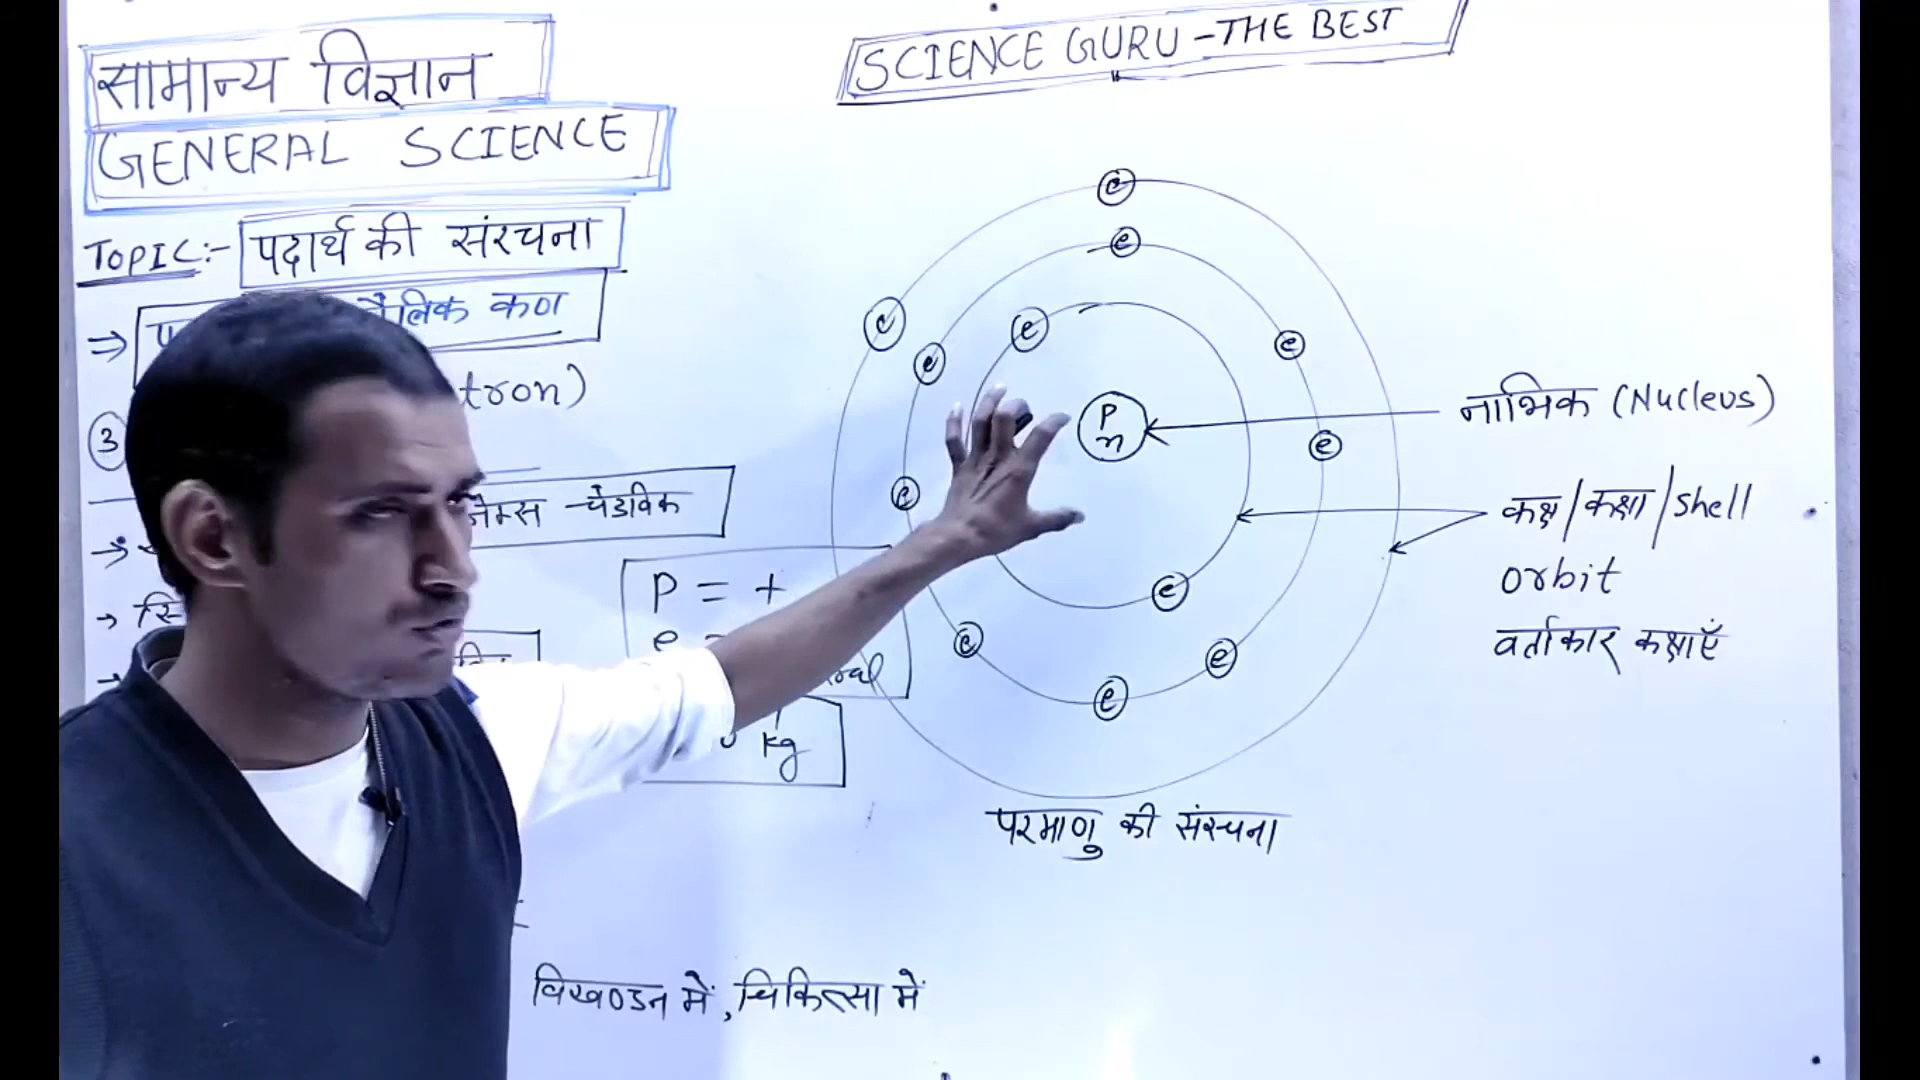 सामान्य विज्ञान
GENERAL SCIENCE
SCIENCE GURU - THE BEST
TOPIC:- पदार्थ की संरचना
⇒ मौलिक कण
tron)
3
जेम्स - चेडविक
P = +
e
kg
विखण्डन में, चिकित्सा में
e
e
e
e
e
e
e
e
e
e
e
e
P
n
नाभिक (Nucleus)
कक्ष/कक्षा/shell
orbit
वर्ताकार कक्षाएँ
परमाणु की संरचना